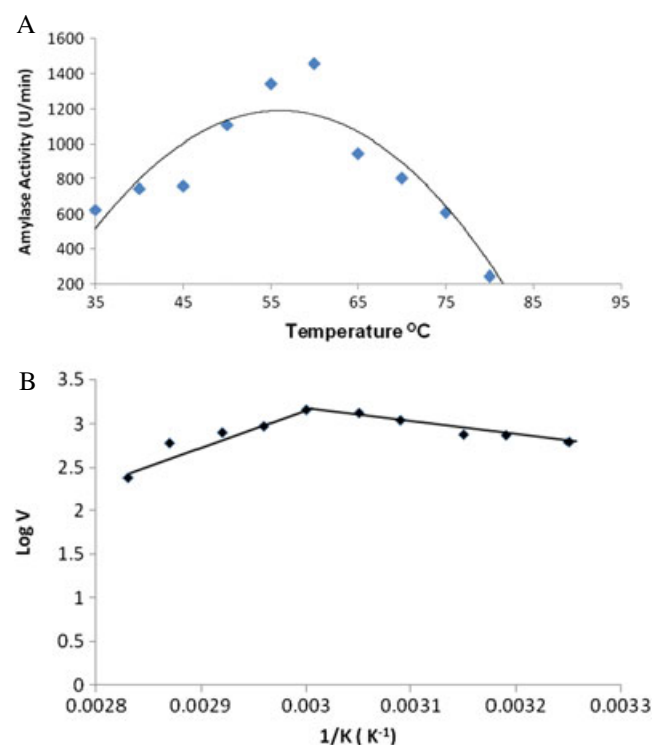 A
Amylase Activity (U/min)
1600
1400
1200
1000
800
600
400
200
35 45 55 65 75 85 95
Temperature ᴼC
B
Log V
3.5
3
2.5
2
1.5
1
0.5
0
0.0028 0.0029 0.003 0.0031 0.0032 0.0033
1/K ( K⁻¹)